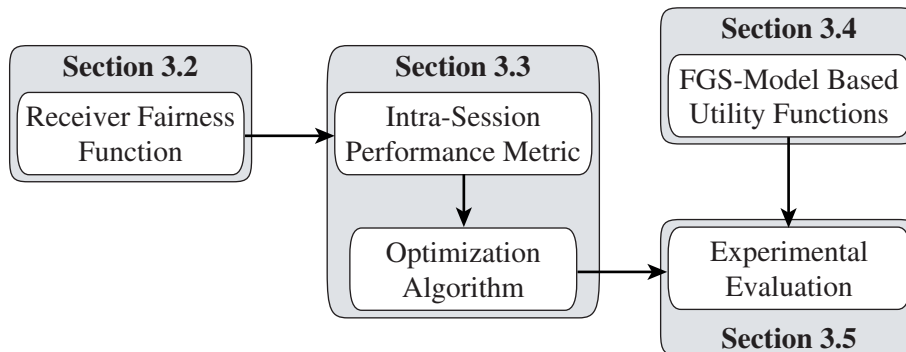 Section 3.2
Receiver Fairness
Function
Section 3.3
Intra-Session
Performance Metric
Optimization
Algorithm
Section 3.4
FGS-Model Based
Utility Functions
Experimental
Evaluation
Section 3.5